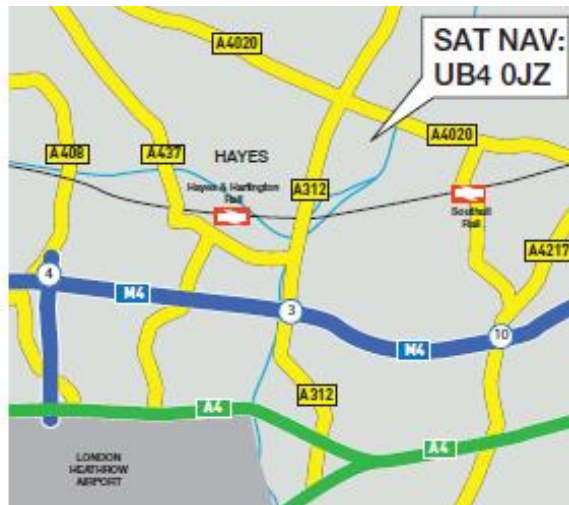 A4020
SAT NAV:
UB4 0JZ
A4020
A408
A437
HAYES
Hayes & Harlington
Rail
A312
Southall
Rail
A4217
4
M4
3
10
M4
A312
A4
A4
LONDON
HEATHROW
AIRPORT